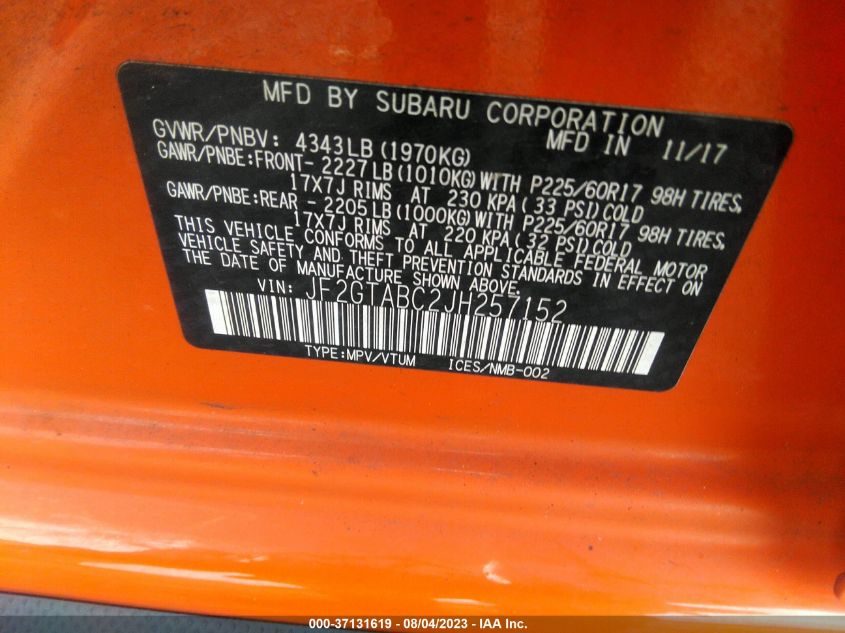 MFD BY SUBARU CORPORATION
GVWR/PNBV: 4343LB(1970KG) MFD IN 11/17
GAWR/PNBE:FRONT- 2227LB(1010KG)WITH P225/60R17 98H TIRES,
17X7J RIMS AT 230 KPA( 33 PSI)COLD
GAWR/PNBE:REAR - 2205LB(1000KG)WITH P225/60R17 98H TIRES,
17X7J RIMS AT 220 KPA( 32 PSI)COLD
THIS VEHICLE CONFORMS TO ALL APPLICABLE FEDERAL MOTOR
VEHICLE SAFETY AND THEFT PREVENTION STANDARDS IN EFFECT ON
THE DATE OF MANUFACTURE SHOWN ABOVE.
VIN: JF2GTABC2JH257152
TYPE:MPV/VTUM ICES/NMB-002
000-37131619 - 08/04/2023 - IAA Inc.